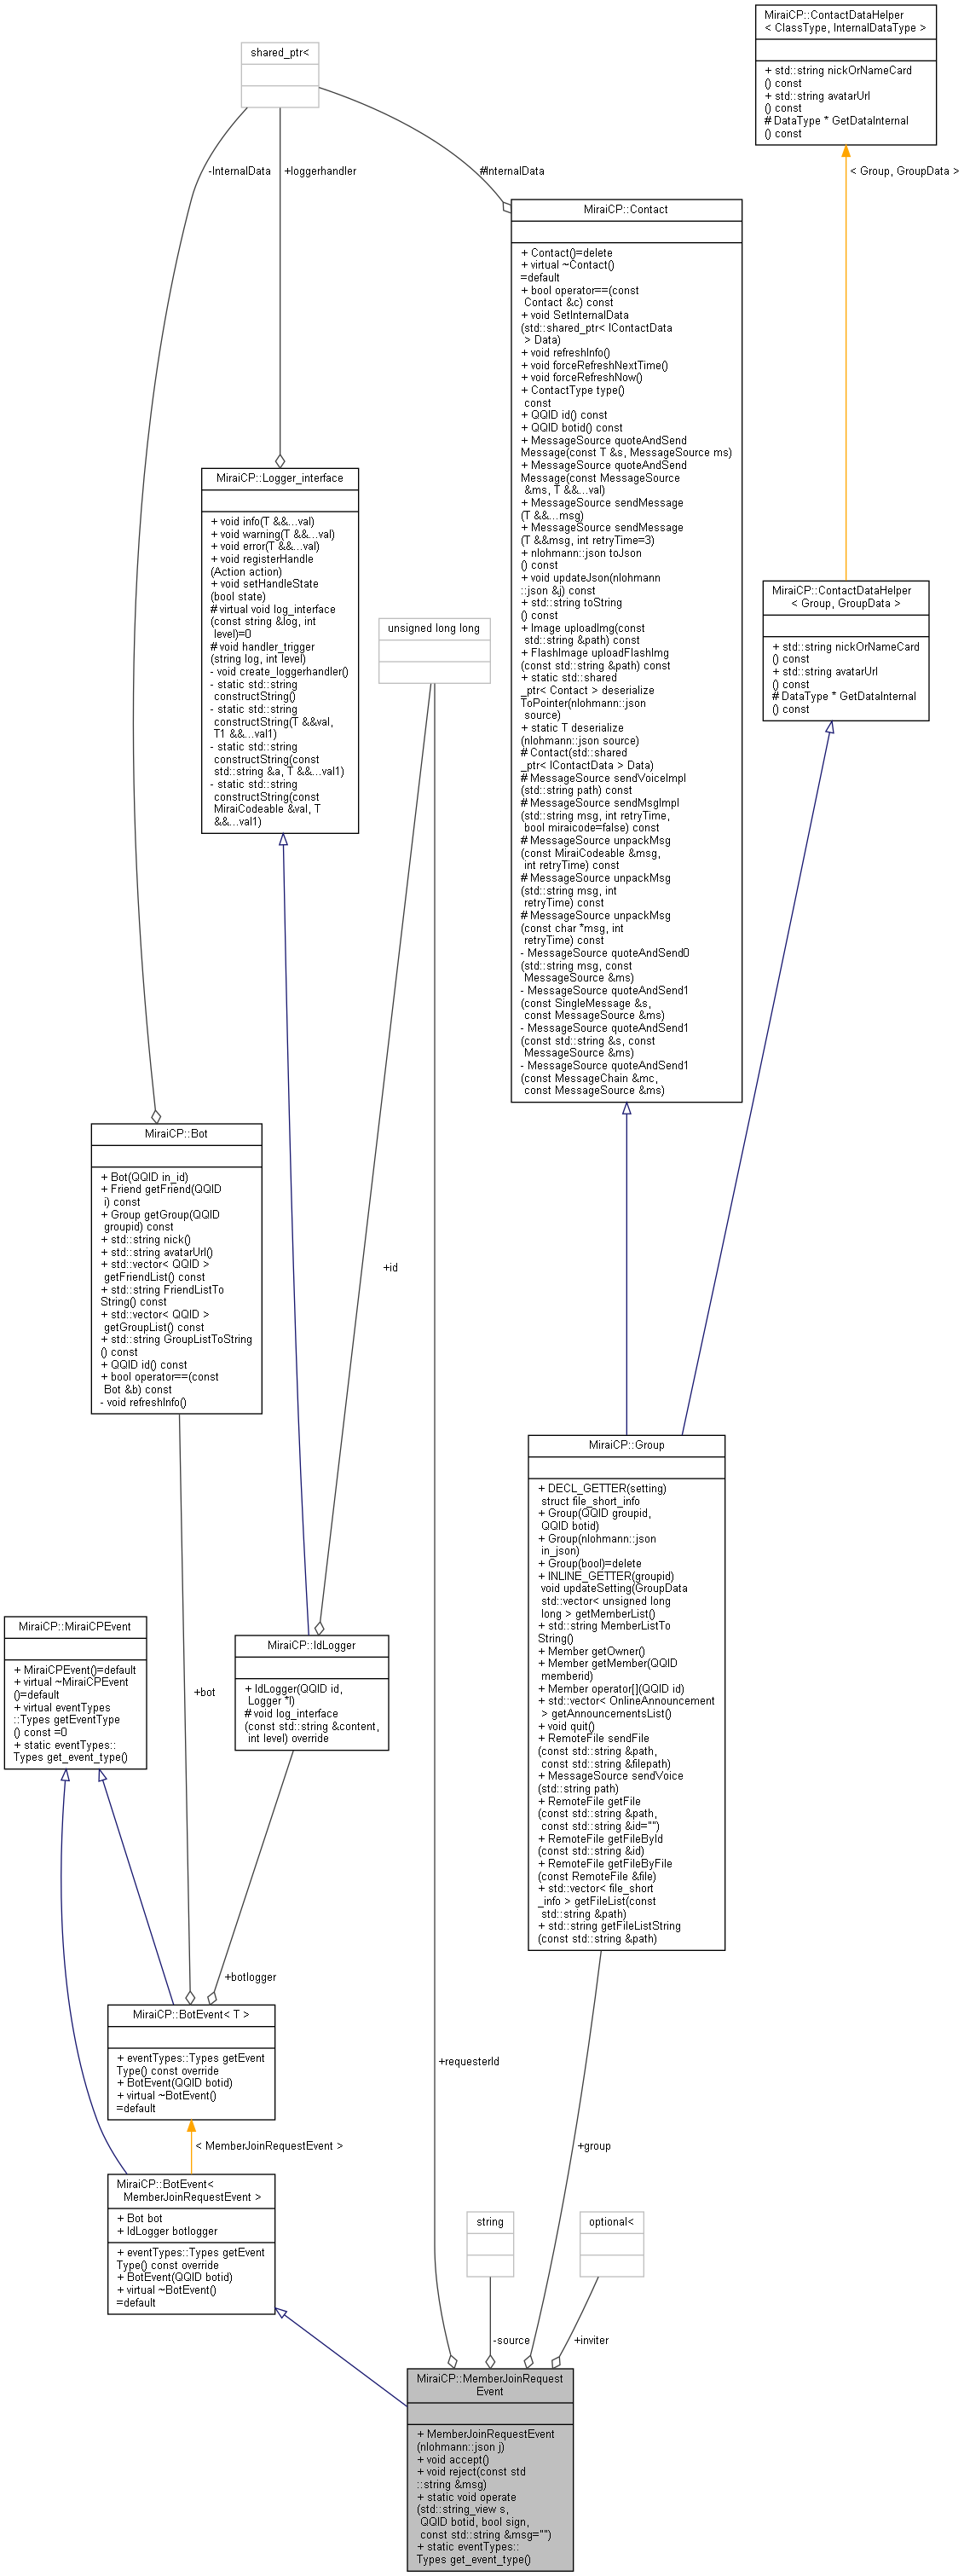 MiraiCP::ContactDataHelper
< ClassType, InternalDataType >
+ std::string nickOrNameCard
() const
+ std::string avatarUrl
() const
# DataType * GetDataInternal
() const
shared_ptr<
-InternalData
+loggerhandler
#InternalData
< Group, GroupData >
MiraiCP::Contact
+ Contact()=delete
+ virtual ~Contact()
=default
+ bool operator==(const
Contact &c) const
+ void SetInternalData
(std::shared_ptr< IContactData
> Data)
+ void refreshInfo()
+ void forceRefreshNextTime()
+ void forceRefreshNow()
+ ContactType type()
const
+ QQID id() const
+ QQID botid() const
+ MessageSource quoteAndSend
Message(const T &s, MessageSource ms)
+ MessageSource quoteAndSend
Message(const MessageSource
&ms, T &&...val)
+ MessageSource sendMessage
(T &&...msg)
+ MessageSource sendMessage
(T &&msg, int retryTime=3)
+ nlohmann::json toJson
() const
+ void updateJson(nlohmann
::json &j) const
+ std::string toString
() const
+ Image uploadImg(const
std::string &path) const
+ FlashImage uploadFlashImg
(const std::string &path) const
+ static std::shared
_ptr< Contact > deserialize
ToPointer(nlohmann::json
source)
+ static T deserialize
(nlohmann::json source)
# Contact(std::shared
_ptr< IContactData > Data)
# MessageSource sendVoiceImpl
(std::string path) const
# MessageSource sendMsgImpl
(std::string msg, int retryTime,
bool miraicode=false) const
# MessageSource unpackMsg
(const MiraiCodeable &msg,
int retryTime) const
# MessageSource unpackMsg
(std::string msg, int
retryTime) const
# MessageSource unpackMsg
(const char *msg, int
retryTime) const
- MessageSource quoteAndSend0
(std::string msg, const
MessageSource &ms)
- MessageSource quoteAndSend1
(const SingleMessage &s,
const MessageSource &ms)
- MessageSource quoteAndSend1
(const std::string &s, const
MessageSource &ms)
- MessageSource quoteAndSend1
(const MessageChain &mc,
const MessageSource &ms)
MiraiCP::Logger_interface
+ void info(T &&...val)
+ void warning(T &&...val)
+ void error(T &&...val)
+ void registerHandle
(Action action)
+ void setHandleState
(bool state)
# virtual void log_interface
(const string &log, int
level)=0
# void handler_trigger
(string log, int level)
- void create_loggerhandler()
- static std::string
constructString()
- static std::string
constructString(T &&val,
T1 &&...val1)
- static std::string
constructString(const
std::string &a, T &&...val1)
- static std::string
constructString(const
MiraiCodeable &val, T
&&...val1)
unsigned long long
MiraiCP::ContactDataHelper
< Group, GroupData >
+ std::string nickOrNameCard
() const
+ std::string avatarUrl
() const
# DataType * GetDataInternal
() const
MiraiCP::Bot
+ Bot(QQID in_id)
+ Friend getFriend(QQID
i) const
+ Group getGroup(QQID
groupid) const
+ std::string nick()
+ std::string avatarUrl()
+ std::vector< QQID >
getFriendList() const
+ std::string FriendListTo
String() const
+ std::vector< QQID >
getGroupList() const
+ std::string GroupListToString
() const
+ QQID id() const
+ bool operator==(const
Bot &b) const
- void refreshInfo()
+id
MiraiCP::Group
+ DECL_GETTER(setting)
struct file_short_info
+ Group(QQID groupid,
QQID botid)
+ Group(nlohmann::json
in_json)
+ Group(bool)=delete
+ INLINE_GETTER(groupid)
void updateSetting(GroupData
std::vector< unsigned long
long > getMemberList()
+ std::string MemberListTo
String()
+ Member getOwner()
+ Member getMember(QQID
memberid)
+ Member operator[](QQID id)
+ std::vector< OnlineAnnouncement
> getAnnouncementsList()
+ void quit()
+ RemoteFile sendFile
(const std::string &path,
const std::string &filepath)
+ MessageSource sendVoice
(std::string path)
+ RemoteFile getFile
(const std::string &path,
const std::string &id="")
+ RemoteFile getFileById
(const std::string &id)
+ RemoteFile getFileByFile
(const RemoteFile &file)
+ std::vector< file_short
_info > getFileList(const
std::string &path)
+ std::string getFileListString
(const std::string &path)
MiraiCP::MiraiCPEvent
+ MiraiCPEvent()=default
+ virtual ~MiraiCPEvent
()=default
+ virtual eventTypes
::Types getEventType
() const =0
+ static eventTypes::
Types get_event_type()
+bot
MiraiCP::IdLogger
+ IdLogger(QQID id,
Logger *l)
# void log_interface
(const std::string &content,
int level) override
+botlogger
MiraiCP::BotEvent< T >
+ eventTypes::Types getEvent
Type() const override
+ BotEvent(QQID botid)
+ virtual ~BotEvent()
=default
+requesterId
+group
< MemberJoinRequestEvent >
MiraiCP::BotEvent<
MemberJoinRequestEvent >
+ Bot bot
+ IdLogger botlogger
+ eventTypes::Types getEvent
Type() const override
+ BotEvent(QQID botid)
+ virtual ~BotEvent()
=default
string
optional<
-source
+inviter
MiraiCP::MemberJoinRequest
Event
+ MemberJoinRequestEvent
(nlohmann::json j)
+ void accept()
+ void reject(const std
::string &msg)
+ static void operate
(std::string_view s,
QQID botid, bool sign,
const std::string &msg="")
+ static eventTypes::
Types get_event_type()